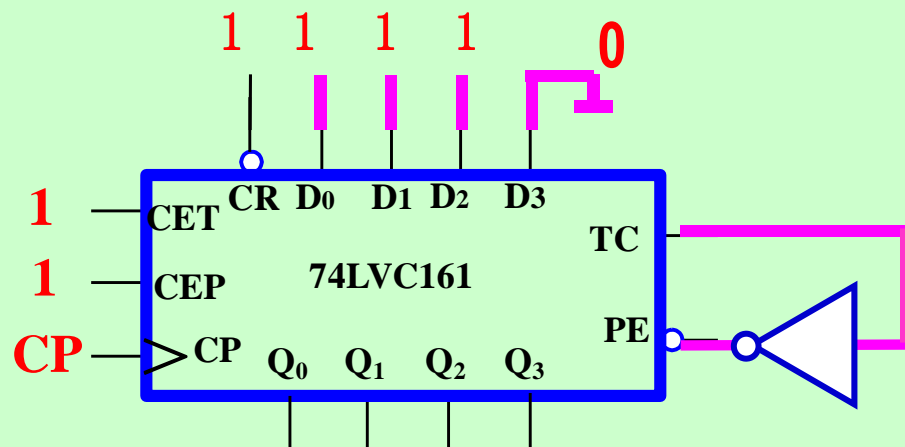 1 1 1 1 0
CR D0 D1 D2 D3
1 CET
TC
1 CEP 74LVC161
PE
CP CP
Q0 Q1 Q2 Q3